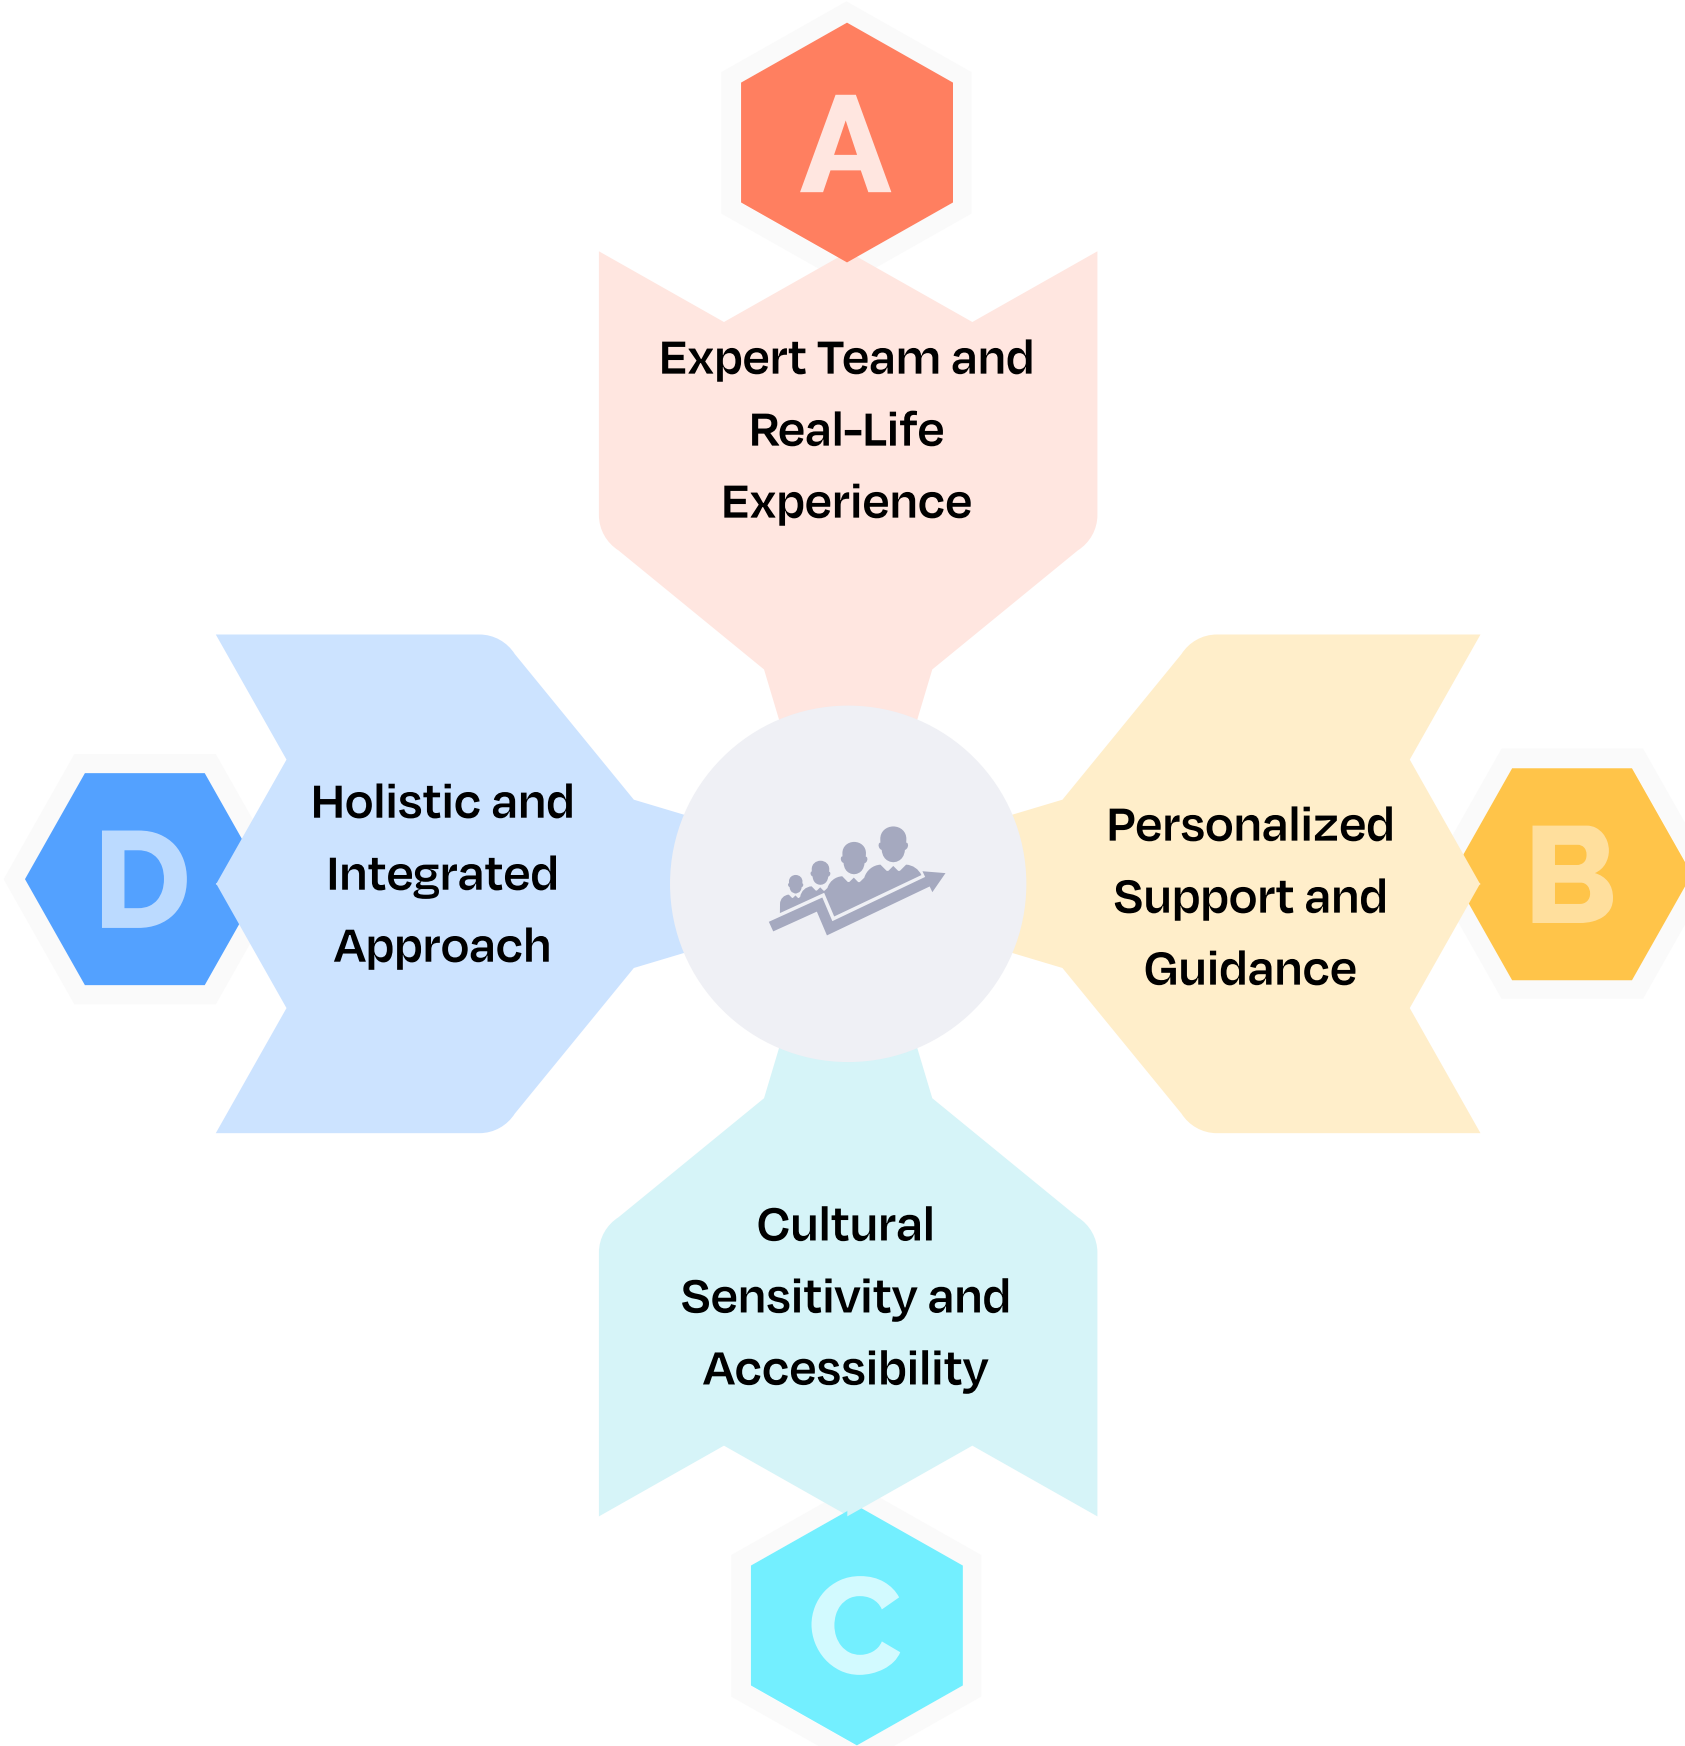 A
Expert Team and
Real-Life
Experience
D
Holistic and
Integrated
Approach
Personalized
Support and
Guidance
B
Cultural
Sensitivity and
Accessibility
C